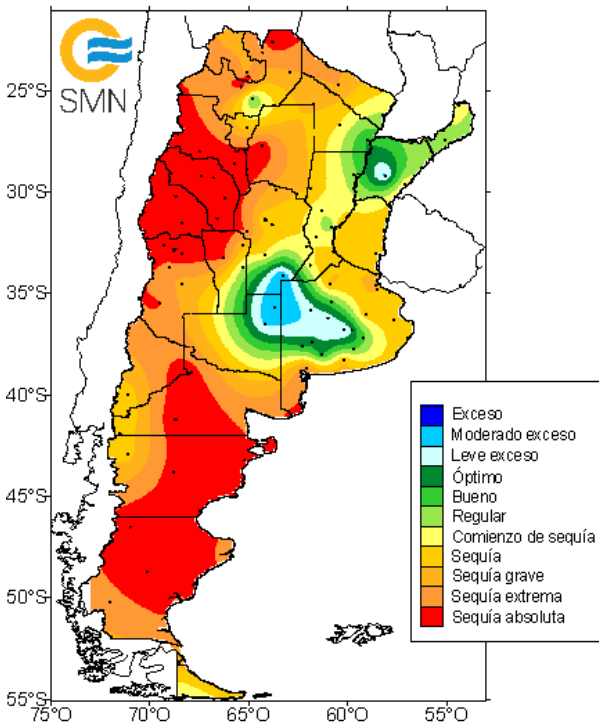 SMN
25°S
30°S
35°S
40°S
45°S
50°S
55°S
75°O
70°O
65°O
60°O
55°O
Exceso
Moderado exceso
Leve exceso
Óptimo
Bueno
Regular
Comienzo de sequía
Sequía
Sequía grave
Sequía extrema
Sequía absoluta